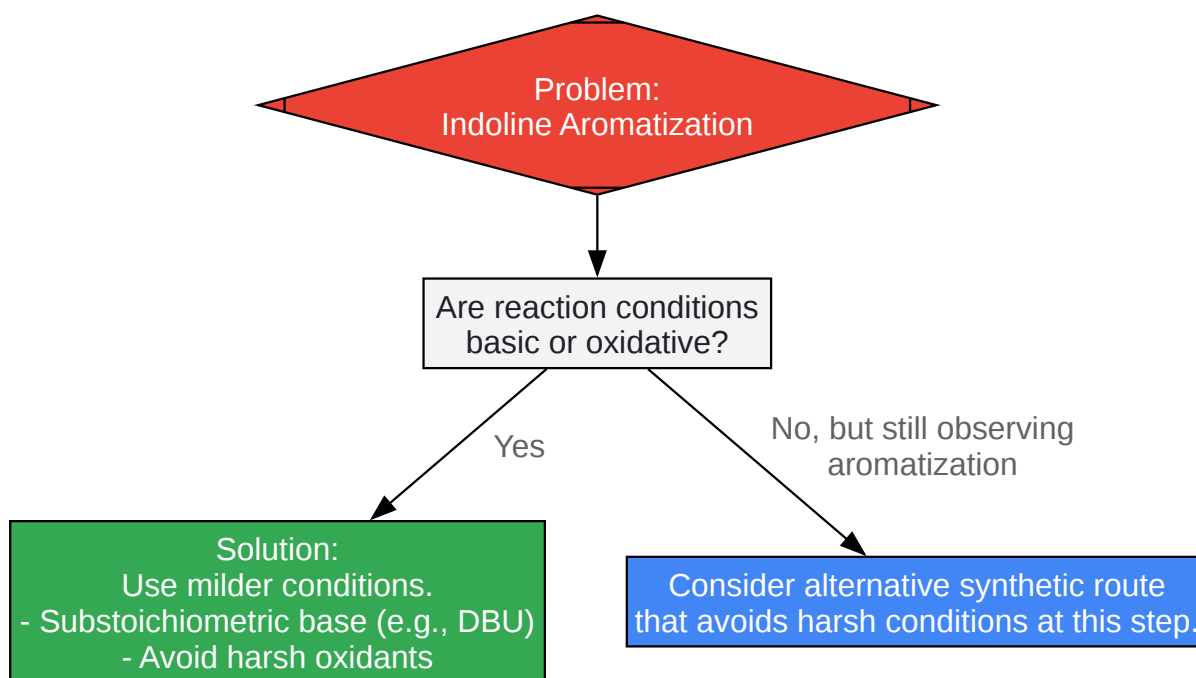 Problem:
Indoline Aromatization
Are reaction conditions
basic or oxidative?
Yes
No, but still observing
aromatization
Solution:
Use milder conditions.
- Substoichiometric base (e.g., DBU)
- Avoid harsh oxidants
Consider alternative synthetic route
that avoids harsh conditions at this step.